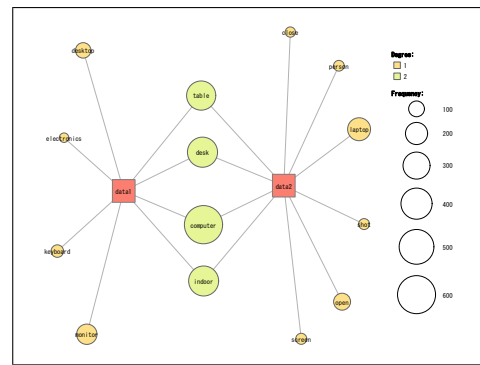 close
desktop
person
Degree:
1
2
table
Frequency:
100
laptop
200
electronics
desk
300
data1
data2
400
computer
shot
500
keyboard
indoor
600
open
monitor
screen